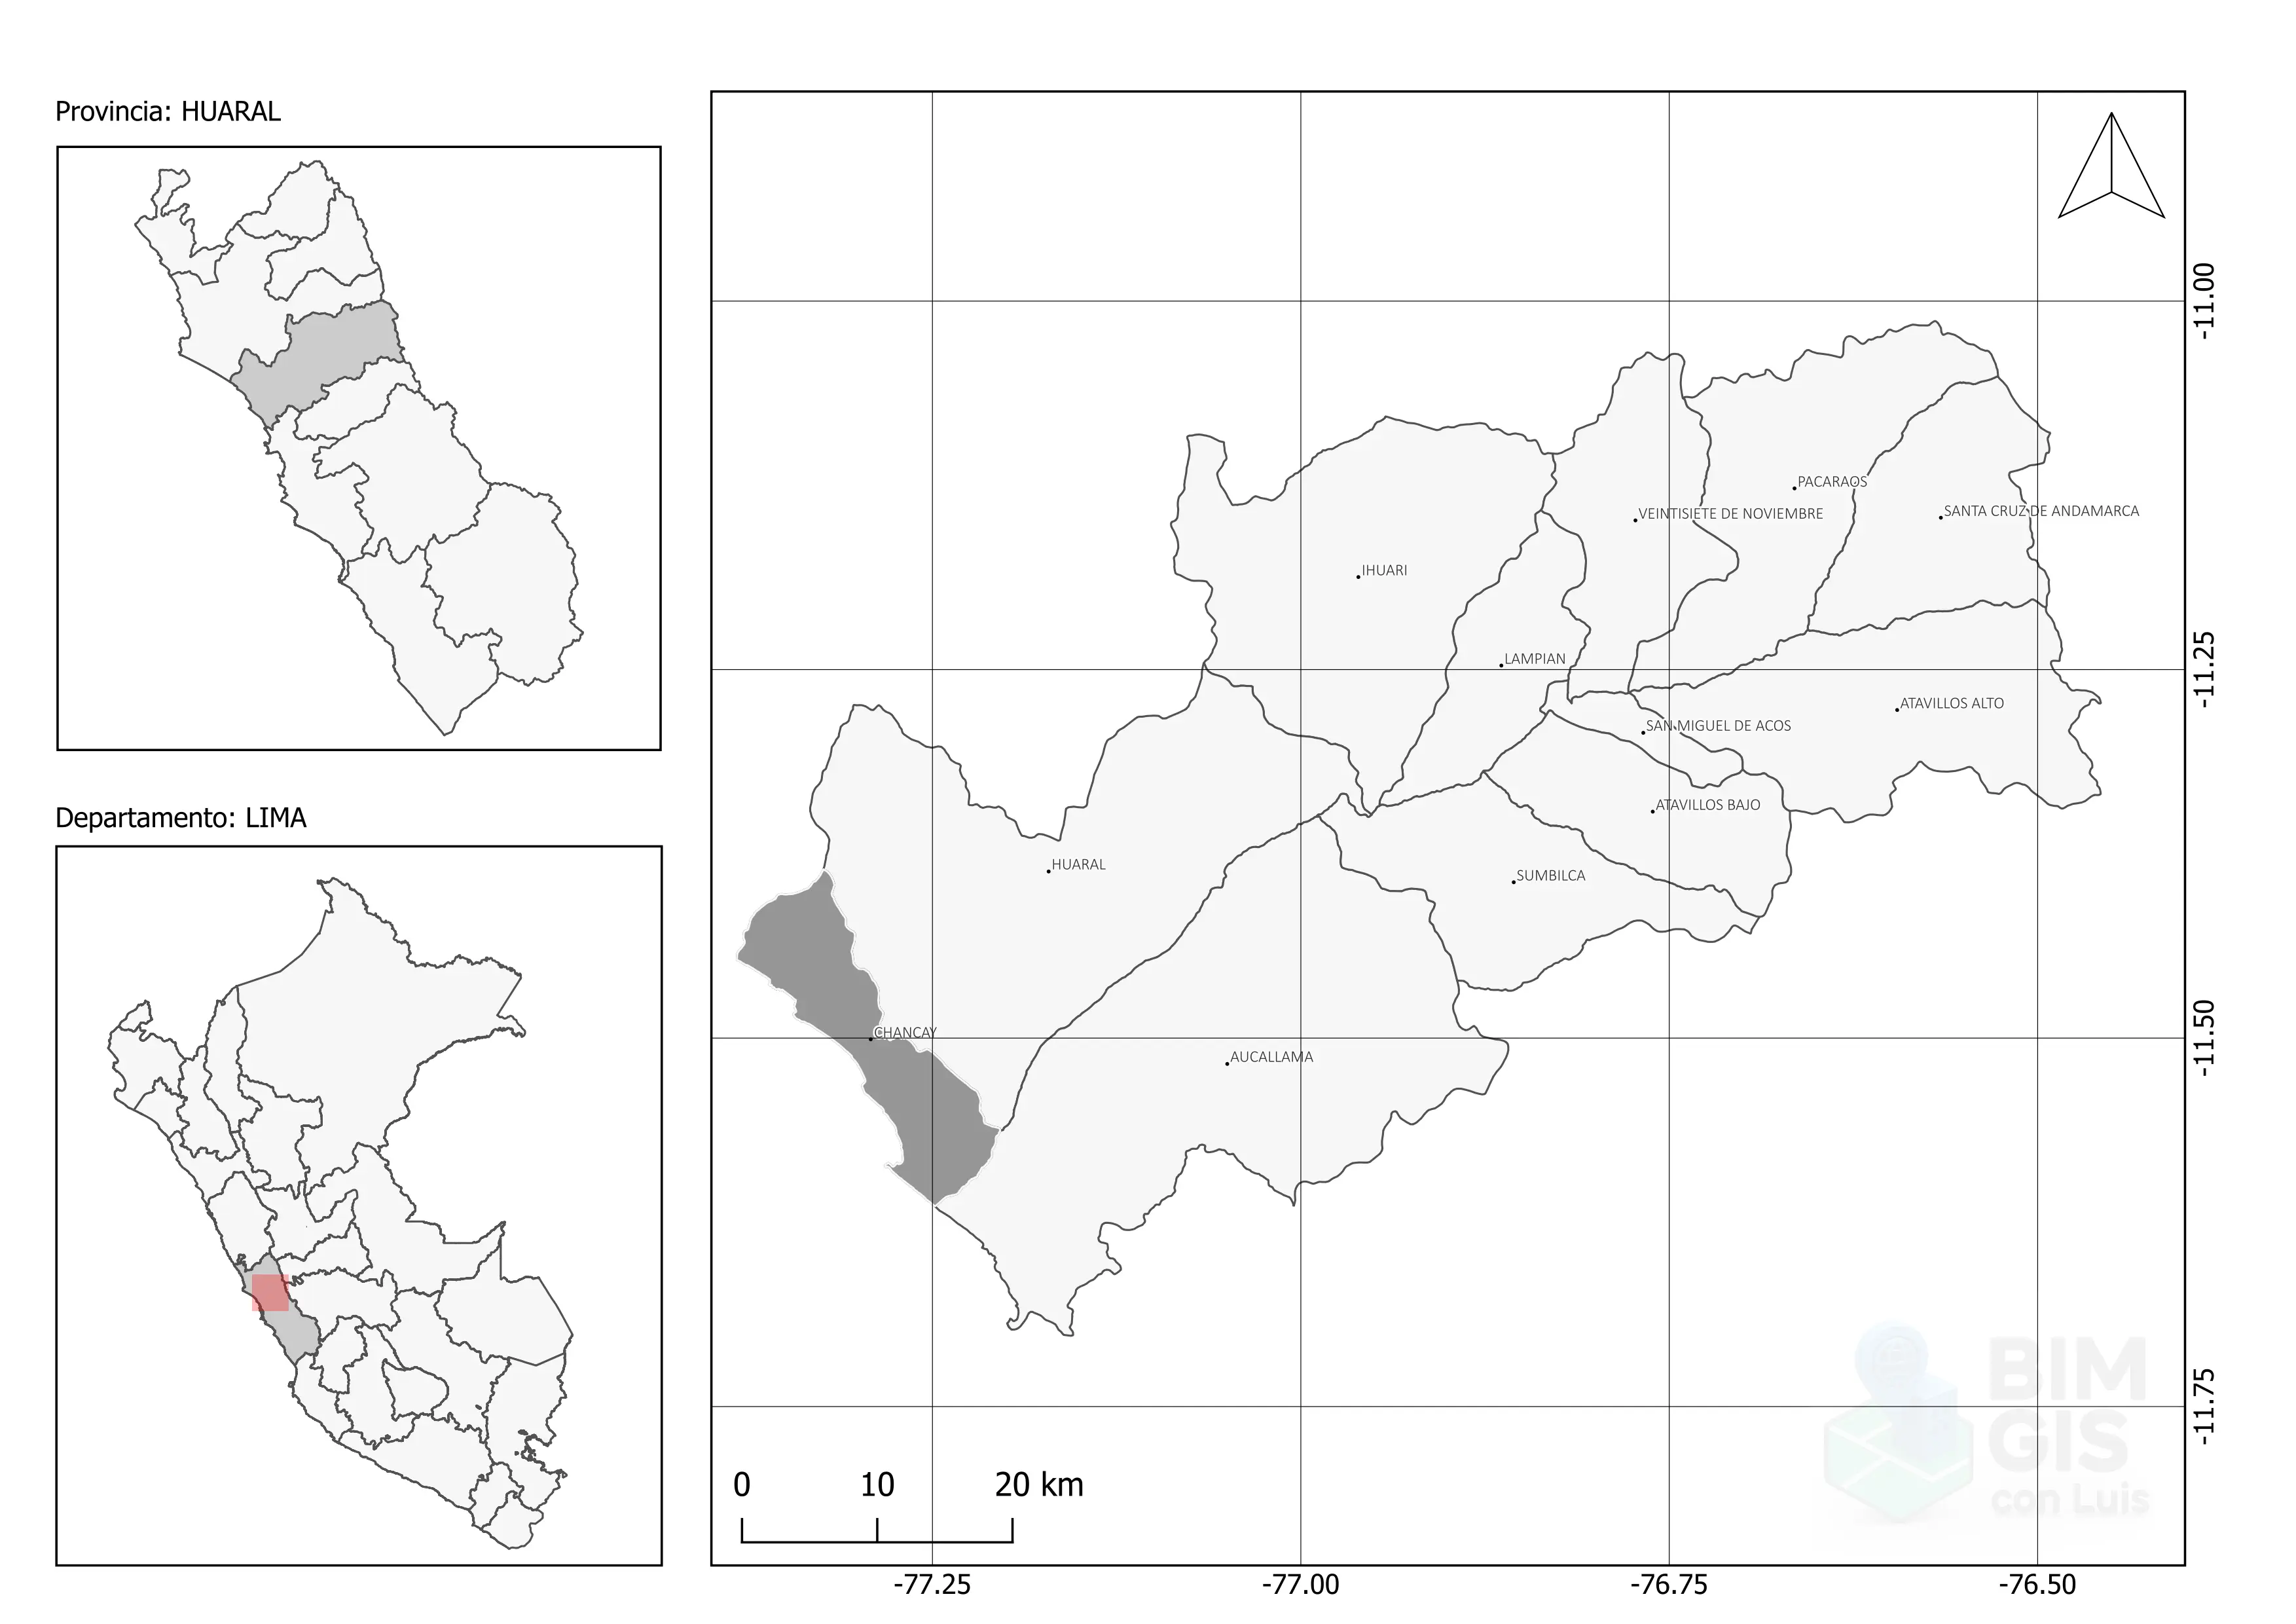 Provincia: HUARAL
Departamento: LIMA
PACARAOS
VEINTISIETE DE NOVIEMBRE
SANTA CRUZ DE ANDAMARCA
IHUARI
LAMPIAN
ATAVILLOS ALTO
SAN MIGUEL DE ACOS
ATAVILLOS BAJO
HUARAL
SUMBILCA
CHANCAY
AUCALLAMA
-11.00
-11.25
-11.50
-11.75
0 10 20 km
-77.25 -77.00 -76.75 -76.50
BIM
GIS
con Luis